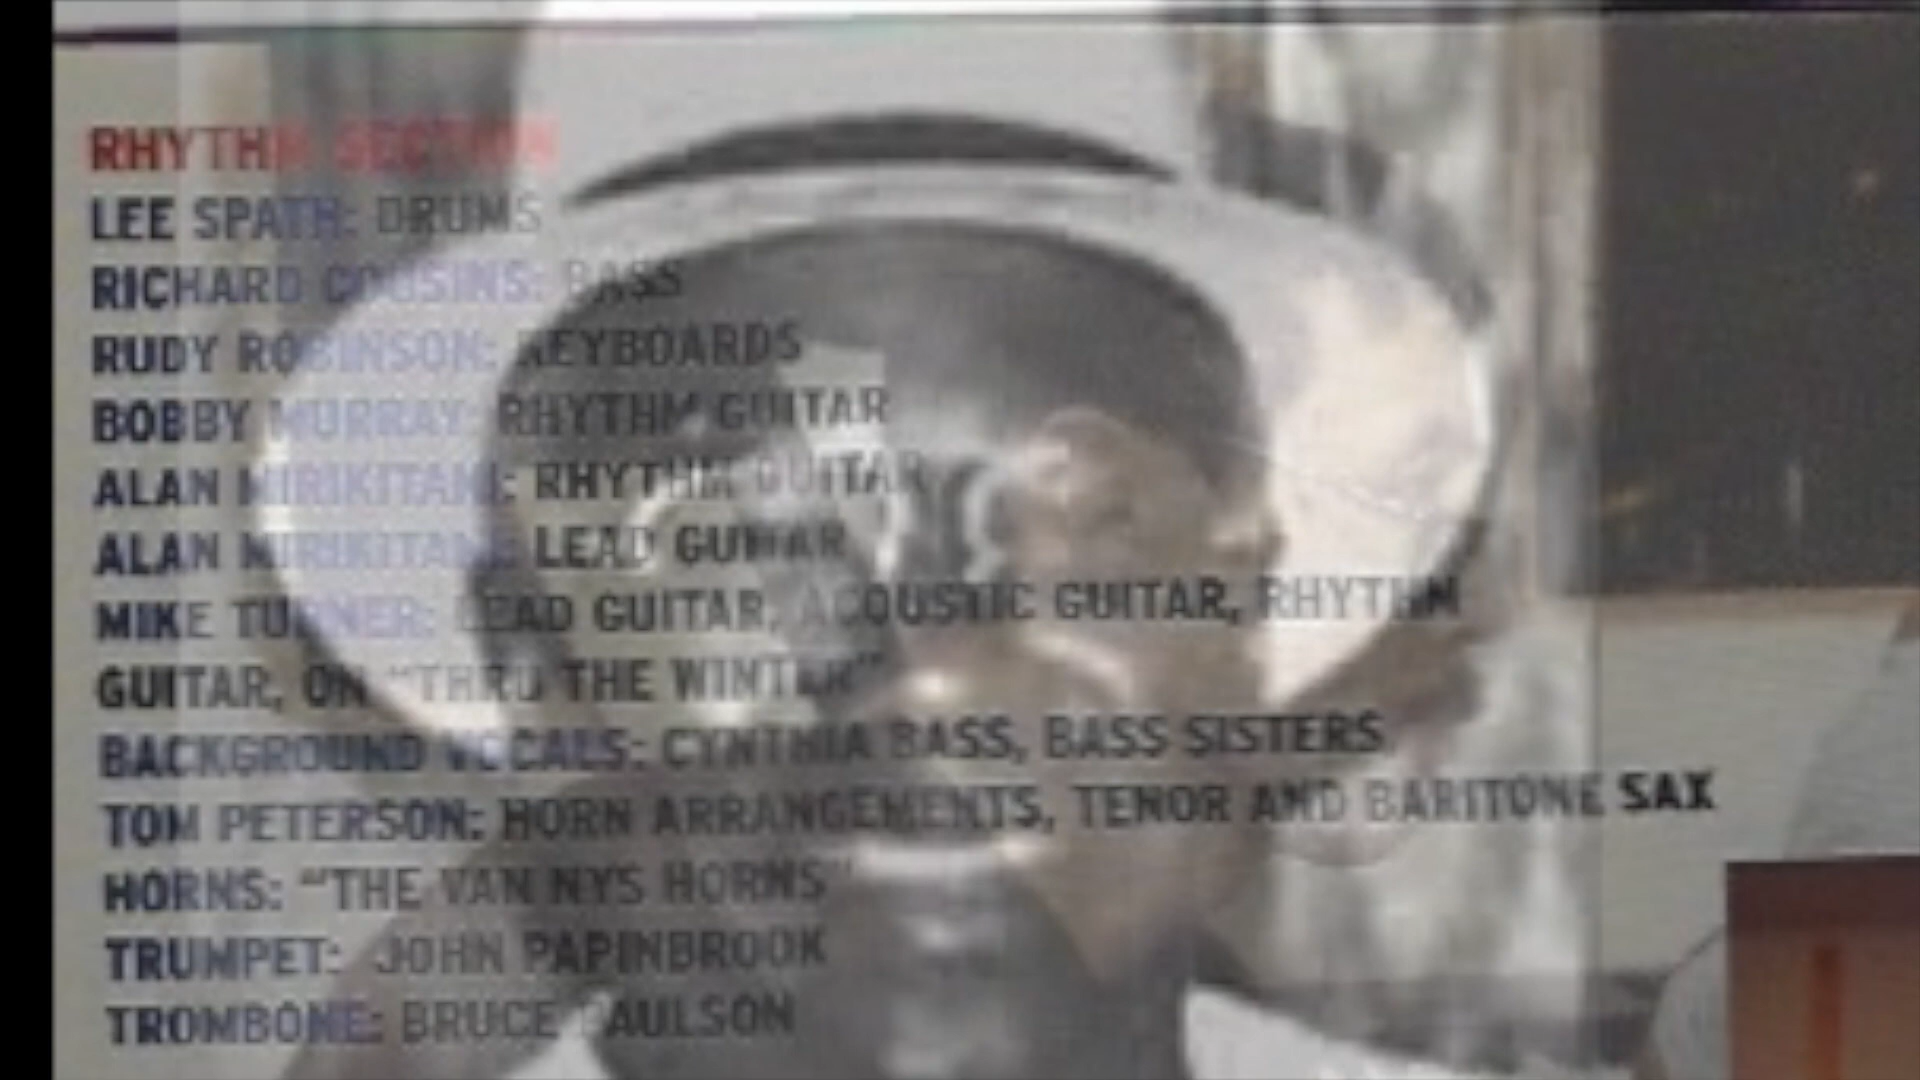 RHYTHM SECTION
LEE SPATH: DRUMS
RICHARD COUSINS: BASS
RUDY ROBINSON: KEYBOARDS
BOBBY MURRAY: RHYTHM GUITAR
ALAN MIRIKITANI: RHYTHM GUITAR
ALAN MIRIKITANI: LEAD GUITAR
MIKE TURNER: LEAD GUITAR, ACOUSTIC GUITAR, RHYTHM
GUITAR, ON "THRU THE WINTER"
BACKGROUND VOCALS: CYNTHIA BASS, BASS SISTERS
TOM PETERSON: HORN ARRANGEMENTS, TENOR AND BARITONE SAX
HORNS: "THE VAN NYS HORNS"
TRUMPET: JOHN PAPINBROOK
TROMBONE: BRUCE PAULSON